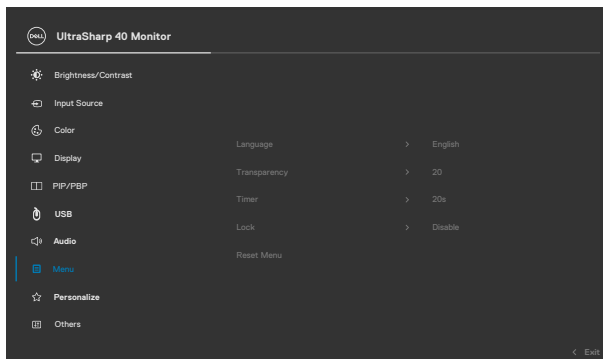 DELL UltraSharp 40 Monitor
Brightness/Contrast
Input Source
Color
Display
PIP/PBP
USB
Audio
Menu
Personalize
Others
Language > English
Transparency > 20
Timer > 20s
Lock > Disable
Reset Menu
< Exit